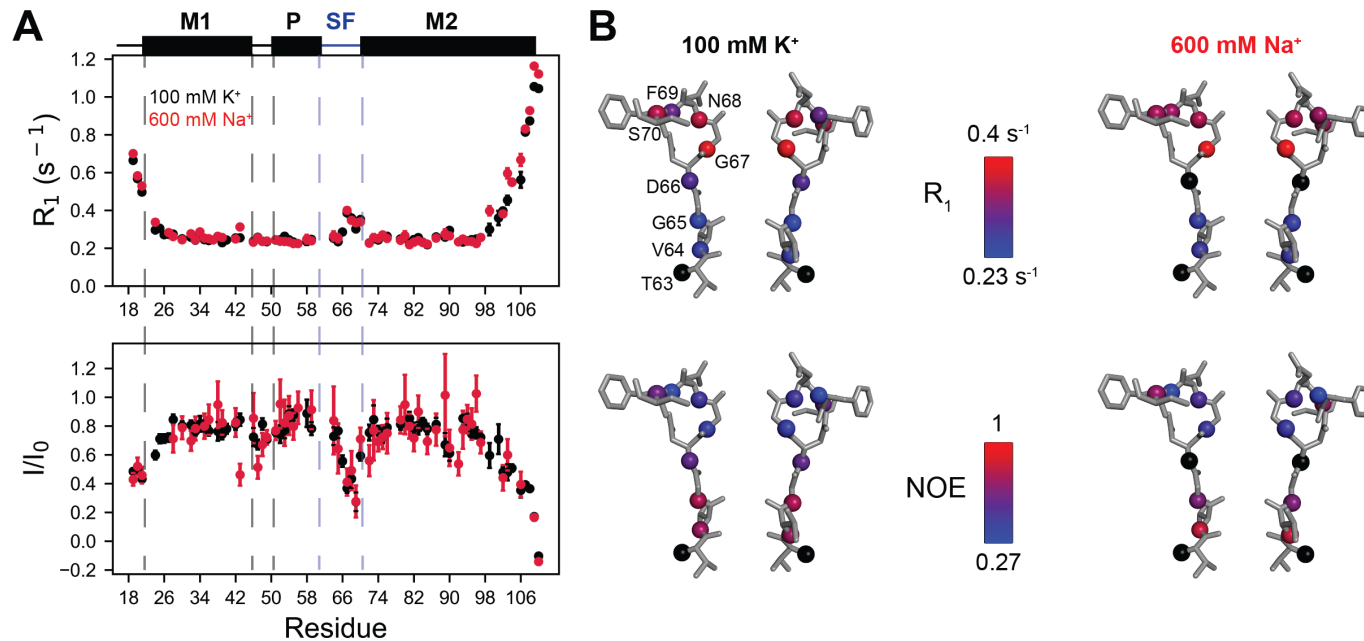 A
M1 P SF M2
1.2
1.0
0.8
0.6
0.4
0.2
0.0
R₁ (s⁻¹)
100 mM K⁺
600 mM Na⁺
18 26 34 42 50 58 66 74 82 90 98 106
1.2
1.0
0.8
0.6
0.4
0.2
0.0
−0.2
I/I₀
18 26 34 42 50 58 66 74 82 90 98 106
Residue
B
100 mM K⁺
600 mM Na⁺
F69
N68
S70
G67
D66
G65
V64
T63
0.4 s⁻¹
R₁
0.23 s⁻¹
1
NOE
0.27